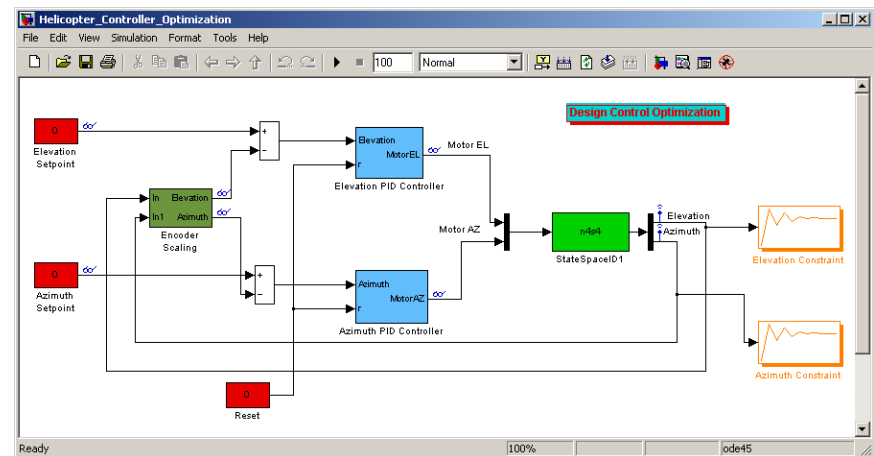 Helicopter_Controller_Optimization
File Edit View Simulation Format Tools Help
100 Normal
Design Control Optimization
0
Elevation
Setpoint
+
−
Elevation
MotorEL
r
Elevation PID Controller
Motor EL
In Elevation
In1 Azimuth
Encoder
Scaling
Motor AZ
n4s4
StateSpaceID1
Elevation
Azimuth
Elevation Constraint
0
Azimuth
Setpoint
+
−
Azimuth
MotorAZ
r
Azimuth PID Controller
Azimuth Constraint
0
Reset
Ready 100% ode45